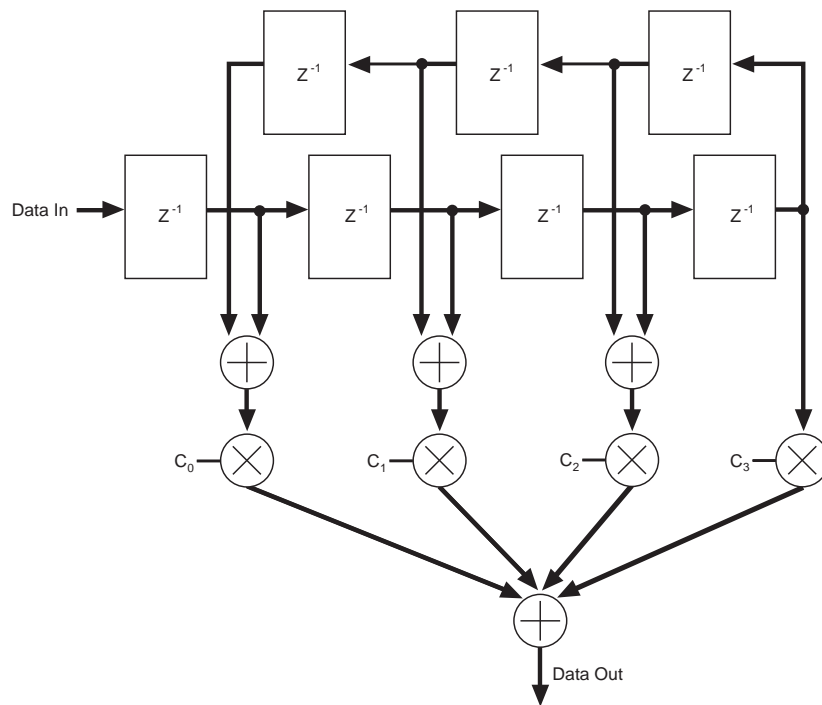 Z⁻¹ Z⁻¹ Z⁻¹
Data In Z⁻¹ Z⁻¹ Z⁻¹ Z⁻¹
C₀ C₁ C₂ C₃
Data Out